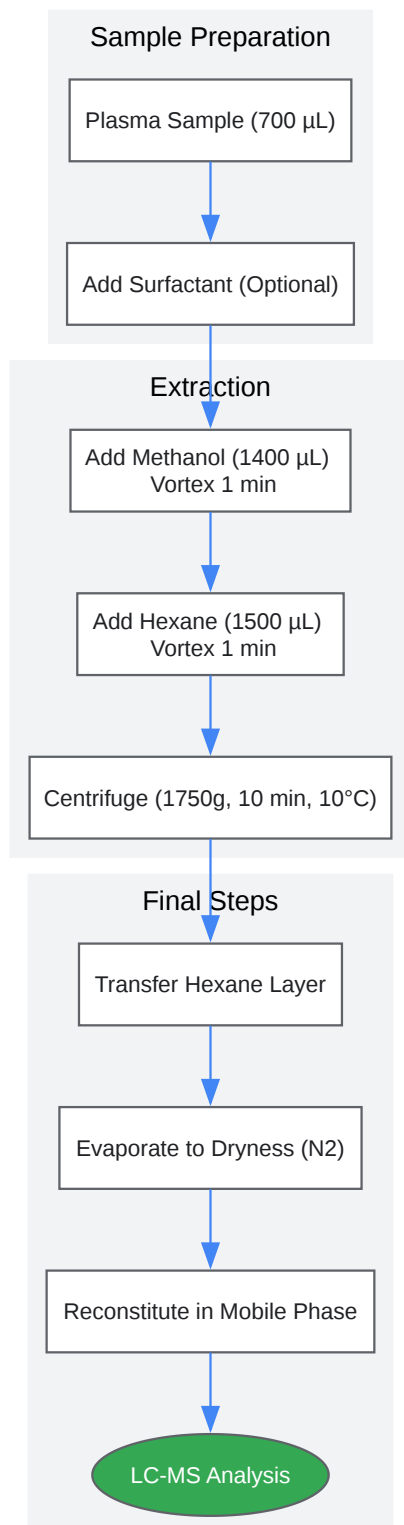 Sample Preparation
Plasma Sample (700 µL)
Add Surfactant (Optional)
Extraction
Add Methanol (1400 µL)
Vortex 1 min
Add Hexane (1500 µL)
Vortex 1 min
Centrifuge (1750g, 10 min, 10°C)
Final Steps
Transfer Hexane Layer
Evaporate to Dryness (N2)
Reconstitute in Mobile Phase
LC-MS Analysis